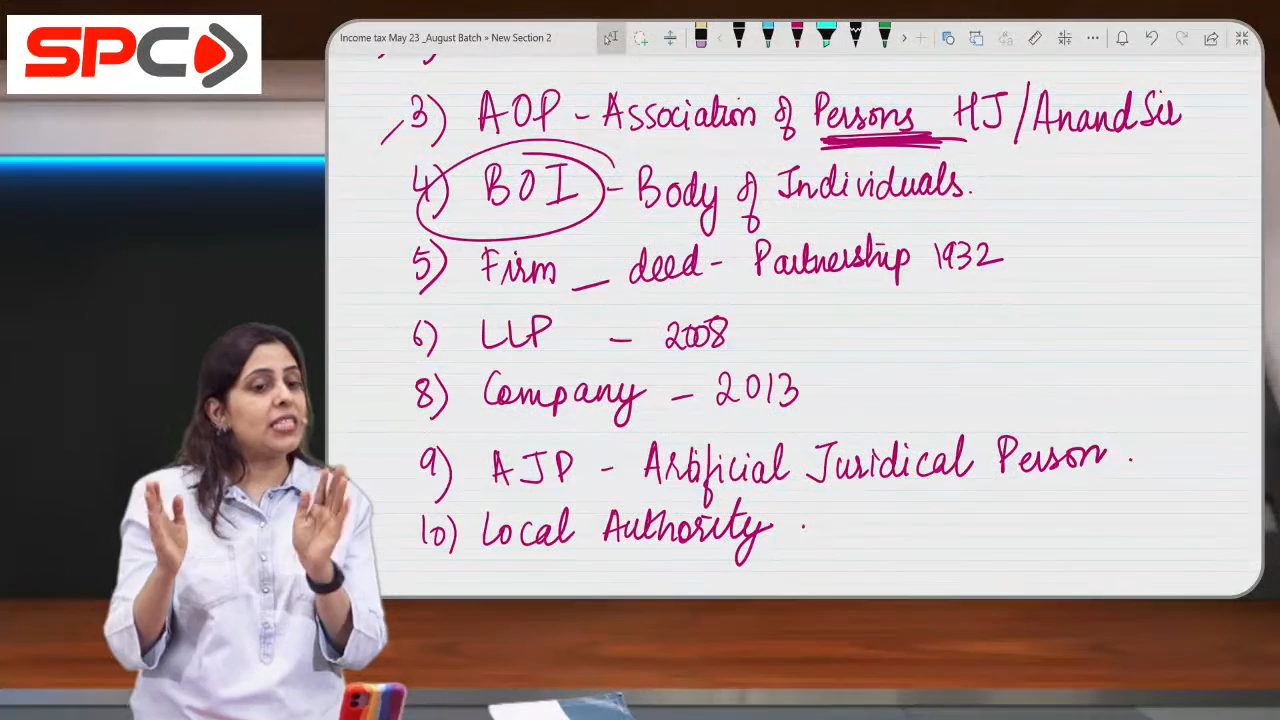 SPC
Income tax May 23 _August Batch » New Section 2
3) AOP - Association of Persons HJ/Anand Sir
4) BOI - Body of Individuals.
5) Firm _ deed - Partnership 1932
6) LLP - 2008
8) Company - 2013
9) AJP - Artificial Juridical Person.
10) Local Authority.